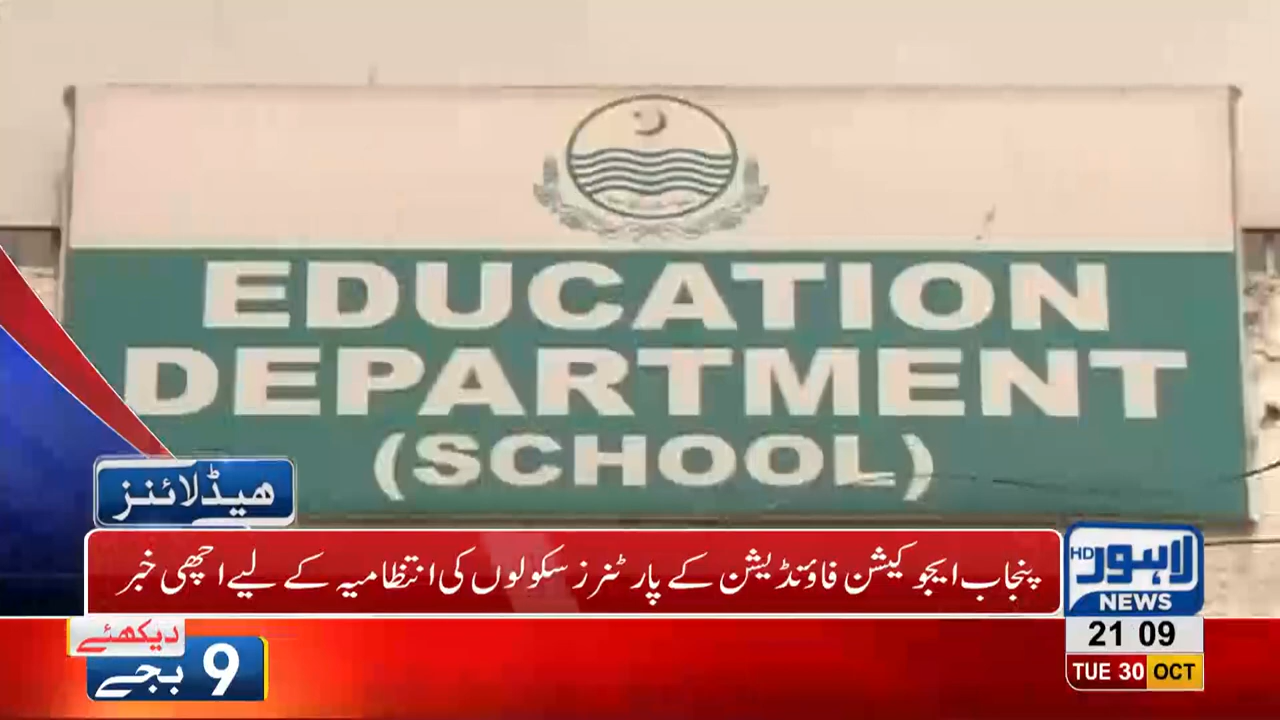 EDUCATION
DEPARTMENT
(SCHOOL)
ھیڈلائنز
پنجاب ایجوکیشن فاؤنڈیشن کے پارٹنرز سکولوں کی انتظامیہ کے لیے اچھی خبر
HD لاہور
NEWS
دیکھئے
9 بجے
21 09
TUE 30 OCT